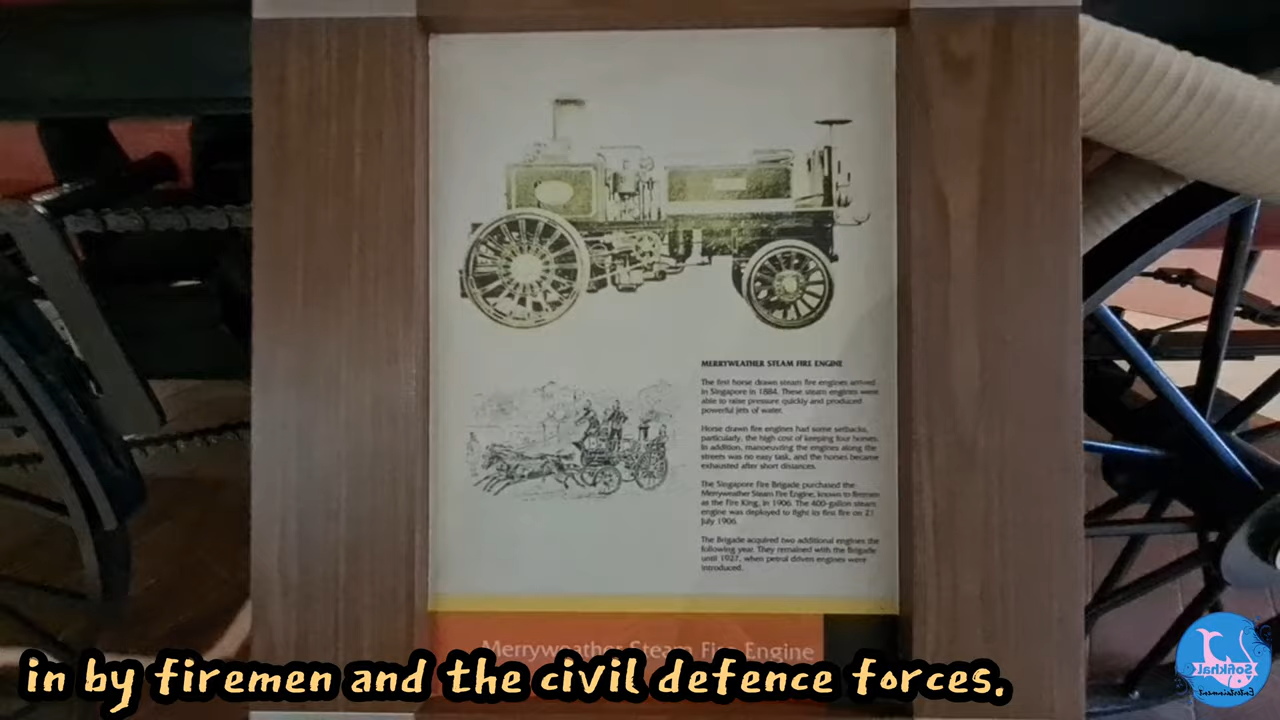 MERRYWEATHER STEAM FIRE ENGINE
The first horse drawn steam fire engines arrived
in Singapore in 1884. These steam engines were
able to raise pressure quickly and produced
powerful jets of water.
Horse drawn fire engines had some setbacks,
particularly, the high cost of keeping four horses.
In addition, manoeuvring the engines along the
streets was no easy task, and the horses became
exhausted after short distances.
The Singapore Fire Brigade purchased the
Merryweather Steam Fire Engine, known to firemen
as the Fire King, in 1906. The 400-gallon steam
engine was deployed to fight its first fire on 21
July 1906.
The Brigade acquired two additional engines the
following year. They remained with the Brigade
until 1927, when petrol driven engines were
introduced.
Merryweather Steam Fire Engine
in by firemen and the civil defence forces.
Sofikhal
Entertainment